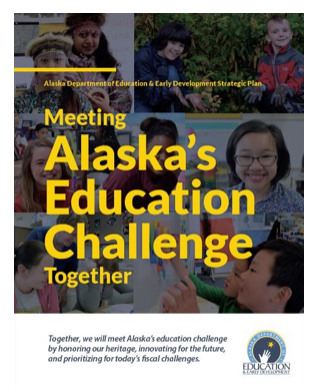 Alaska Department of Education & Early Development Strategic Plan
Meeting
Alaska's
Education
Challenge
Together
Together, we will meet Alaska's education challenge
by honoring our heritage, innovating for the future,
and prioritizing for today's fiscal challenges.
EDUCATION
& EARLY DEVELOPMENT